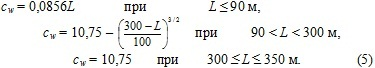 c_w = 0,0856L при L ≤ 90 м,
c_w = 10,75 − ((300 − L)/100)^{3/2} при 90 < L < 300 м,
c_w = 10,75 при 300 ≤ L ≤ 350 м. (5)